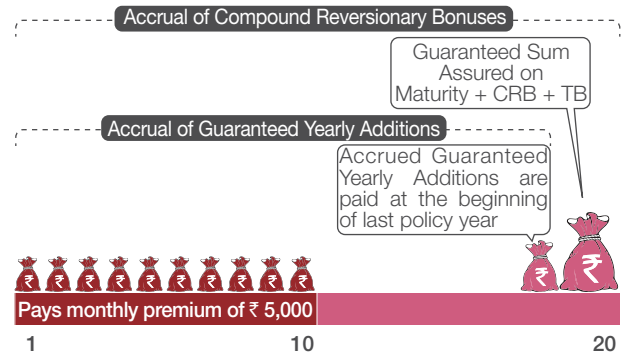 Accrual of Compound Reversionary Bonuses
Guaranteed Sum
Assured on
Maturity + CRB + TB
Accrual of Guaranteed Yearly Additions
Accrued Guaranteed
Yearly Additions are
paid at the beginning
of last policy year
₹ ₹ ₹ ₹ ₹ ₹ ₹ ₹ ₹ ₹ ₹ ₹
Pays monthly premium of ₹ 5,000
1 10 20